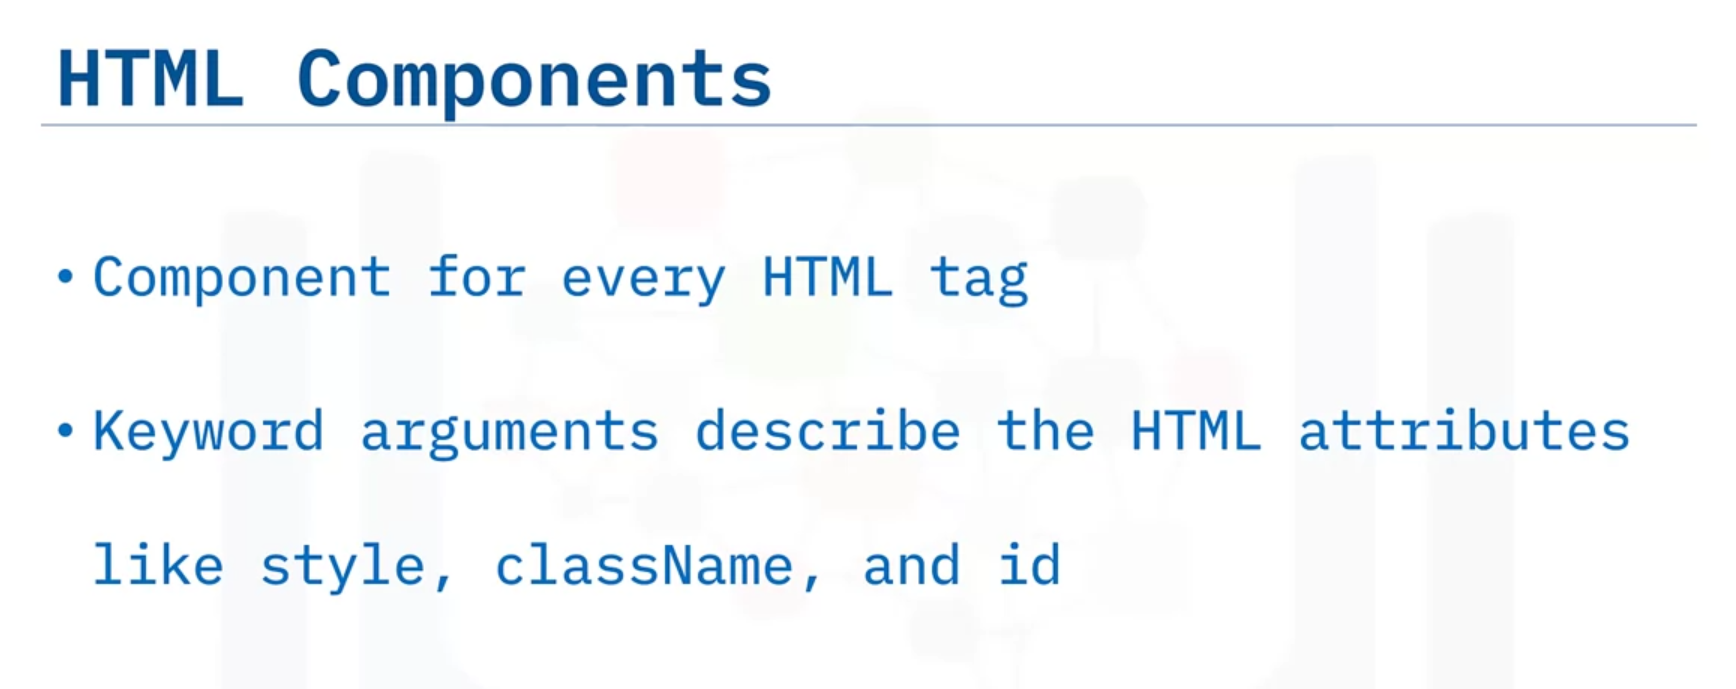 HTML Components
• Component for every HTML tag
• Keyword arguments describe the HTML attributes
like style, className, and id